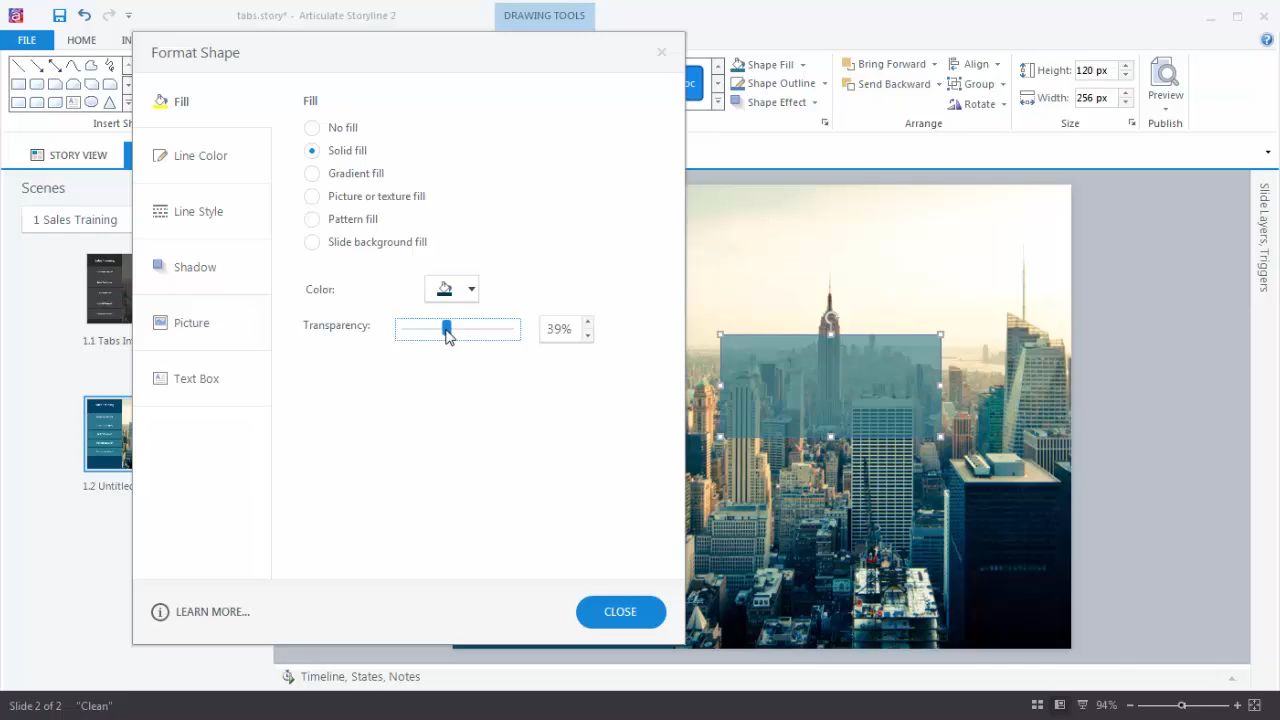 tabs.story* - Articulate Storyline 2
DRAWING TOOLS
FILE
HOME
IN
Format Shape
Fill
Line Color
Line Style
Shadow
Picture
Text Box
Fill
No fill
Solid fill
Gradient fill
Picture or texture fill
Pattern fill
Slide background fill
Color:
Transparency:
39%
LEARN MORE...
CLOSE
Insert Sh
bc
Shape Fill
Shape Outline
Shape Effect
Bring Forward
Send Backward
Align
Group
Rotate
Arrange
Height: 120 px
Width: 256 px
Size
Preview
Publish
STORY VIEW
Scenes
1 Sales Training
1.1 Tabs In
1.2 Untitled
Slide Layers, Triggers
Timeline, States, Notes
Slide 2 of 2
"Clean"
94%